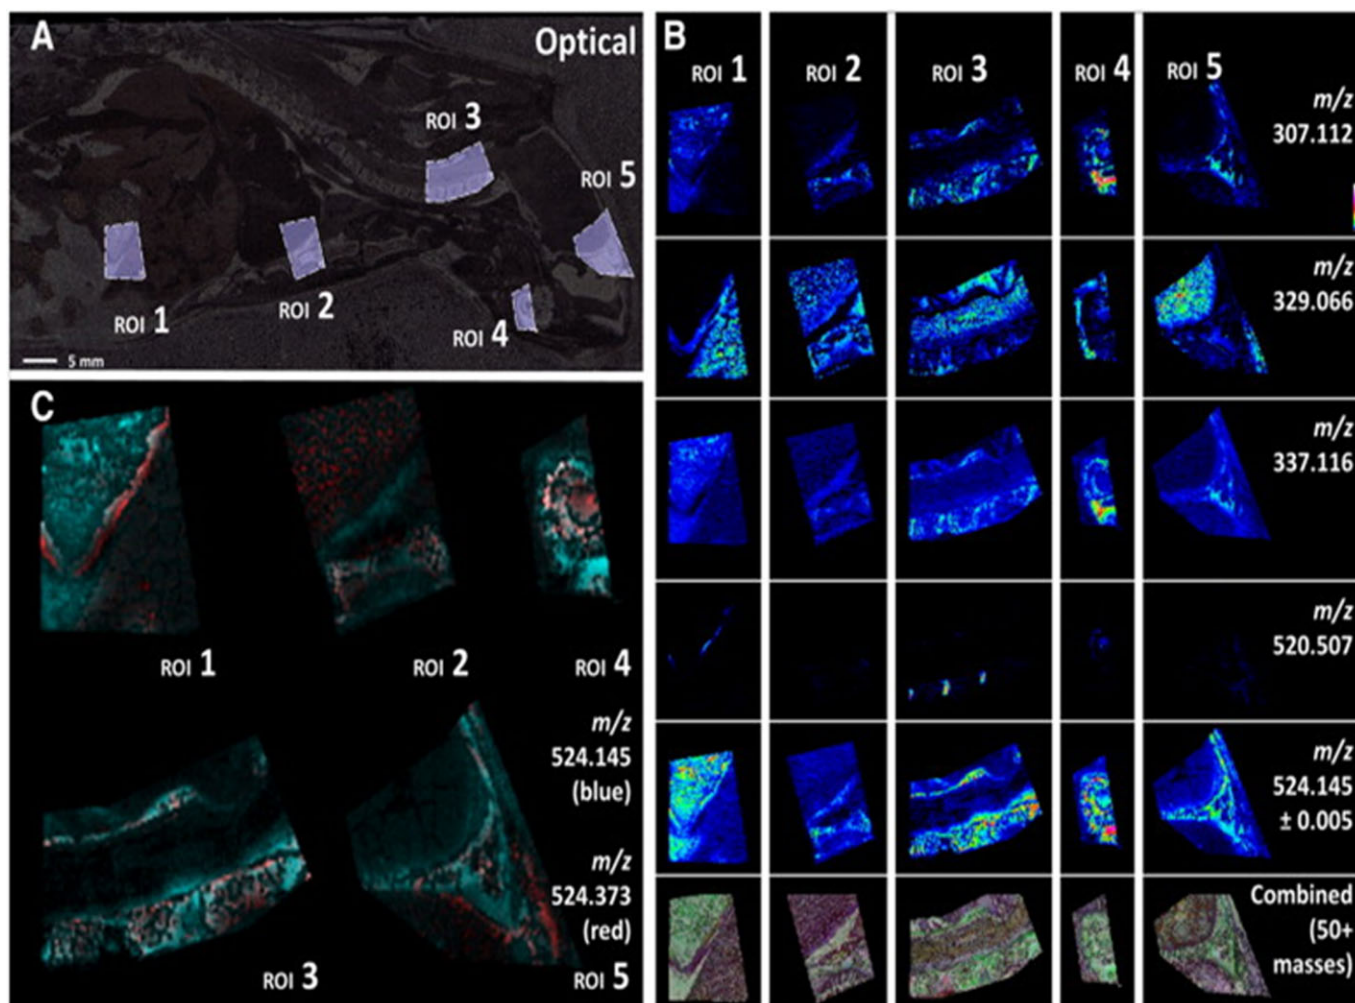 A
Optical
ROI 3
ROI 5
ROI 1
ROI 2
ROI 4
5 mm
B
ROI 1
ROI 2
ROI 3
ROI 4
ROI 5
m/z
307.112
m/z
329.066
m/z
337.116
m/z
520.507
m/z
524.145
± 0.005
Combined
(50+
masses)
C
ROI 1
ROI 2
ROI 4
m/z
524.145
(blue)
m/z
524.373
(red)
ROI 3
ROI 5